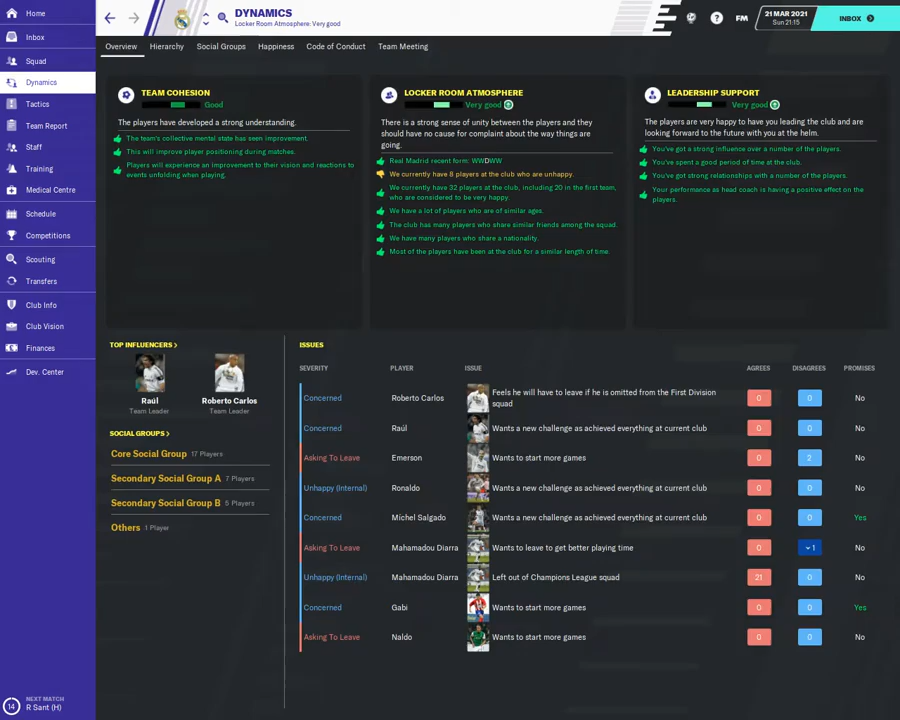 Home
Inbox
Squad
Dynamics
Tactics
Team Report
Staff
Training
Medical Centre
Schedule
Competitions
Scouting
Transfers
Club Info
Club Vision
Finances
Dev. Center
14
NEXT MATCH
R Sant (H)
DYNAMICS
Locker Room Atmosphere: Very good
?
FM
21 MAR 2021
Sun 21:15
INBOX
Overview
Hierarchy
Social Groups
Happiness
Code of Conduct
Team Meeting
TEAM COHESION
Good
The players have developed a strong understanding.
The team's collective mental state has seen improvement.
This will improve player positioning during matches.
Players will experience an improvement to their vision and reactions to
events unfolding when playing.
LOCKER ROOM ATMOSPHERE
Very good
There is a strong sense of unity between the players and they
should have no cause for complaint about the way things are
going.
Real Madrid recent form: WWDWW
We currently have 8 players at the club who are unhappy.
We currently have 32 players at the club, including 20 in the first team,
who are considered to be very happy.
We have a lot of players who are of similar ages.
The club has many players who share similar friends among the squad.
We have many players who share a nationality.
Most of the players have been at the club for a similar length of time.
LEADERSHIP SUPPORT
Very good
The players are very happy to have you leading the club and are
looking forward to the future with you at the helm.
You've got a strong influence over a number of the players.
You've spent a good period of time at the club.
You've got strong relationships with a number of the players.
Your performance as head coach is having a positive effect on the
players.
TOP INFLUENCERS >
Raúl
Team Leader
Roberto Carlos
Team Leader
SOCIAL GROUPS >
Core Social Group 17 Players
Secondary Social Group A 7 Players
Secondary Social Group B 5 Players
Others 1 Player
ISSUES
SEVERITY PLAYER ISSUE AGREES DISAGREES PROMISES
Concerned Roberto Carlos Feels he will have to leave if he is omitted from the First Division squad 0 0 No
Concerned Raúl Wants a new challenge as achieved everything at current club 0 0 No
Asking To Leave Emerson Wants to start more games 0 2 No
Unhappy (Internal) Ronaldo Wants a new challenge as achieved everything at current club 0 0 No
Concerned Míchel Salgado Wants a new challenge as achieved everything at current club 0 0 Yes
Asking To Leave Mahamadou Diarra Wants to leave to get better playing time 0 1 No
Unhappy (Internal) Mahamadou Diarra Left out of Champions League squad 21 0 No
Concerned Gabi Wants to start more games 0 0 Yes
Asking To Leave Naldo Wants to start more games 0 0 No